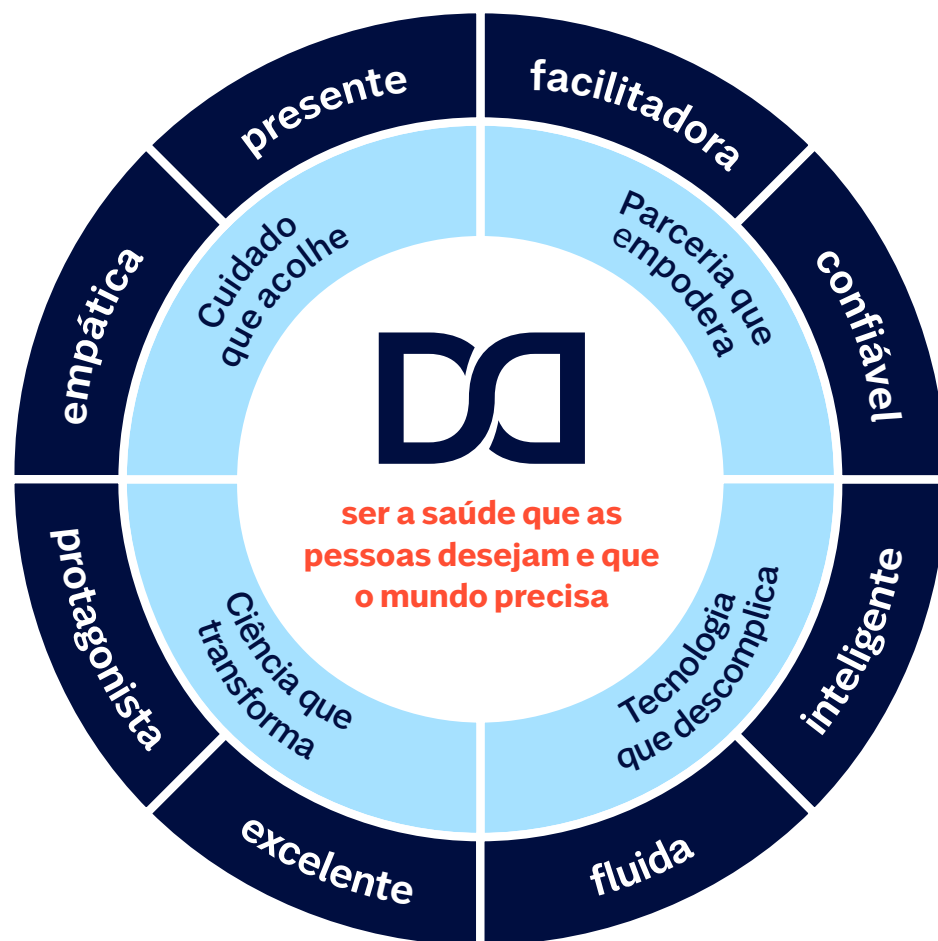 presente
facilitadora
empática
Cuidado
que acolhe
Parceria que
empodera
confiável
ser a saúde que as
pessoas desejam e que
o mundo precisa
protagonista
Ciência que
transforma
Tecnologia
que descomplica
inteligente
excelente
fluida